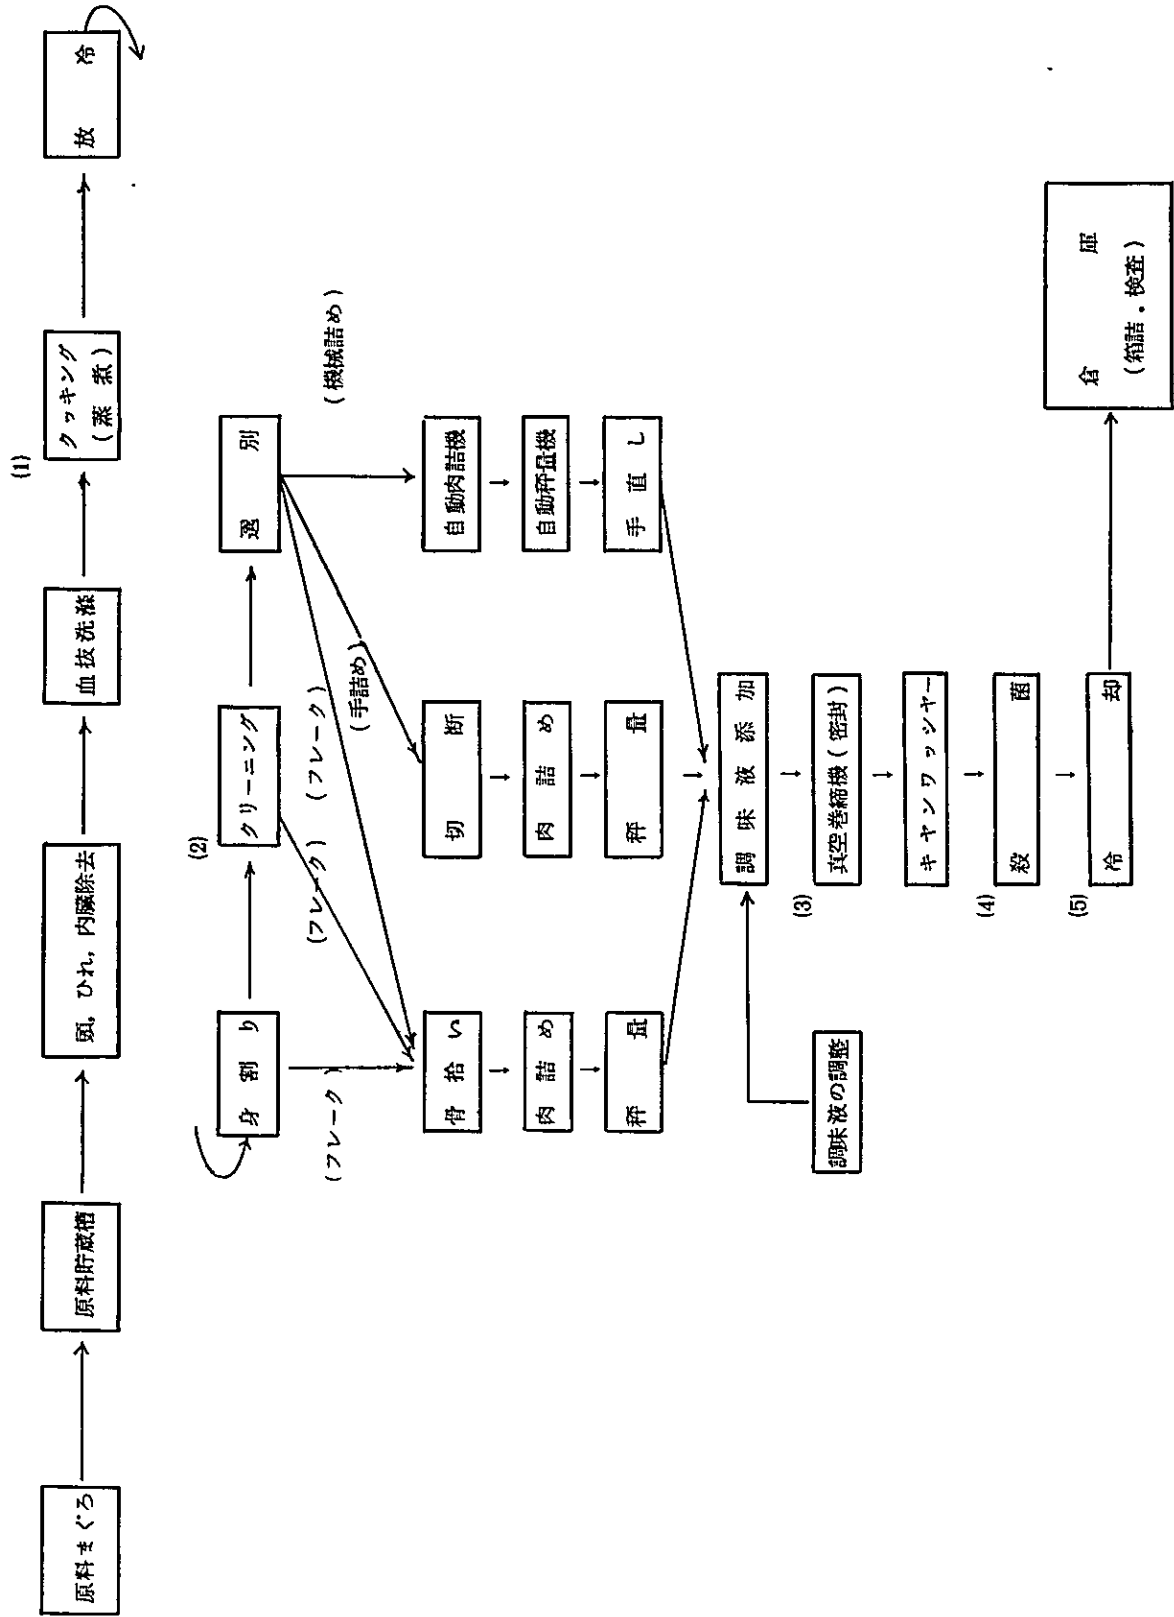 原料まぐろ
原料貯蔵槽
頭，ひれ，内臓除去
血抜洗滌
(1)
クッキング
(蒸煮)
放冷
身割り
(2)
クリーニング
選別
(フレーク)
(フレーク)
(フレーク)
(手詰め)
(機械詰め)
骨拾い
切断
自動肉詰機
肉詰め
肉詰め
自動秤量機
秤量
秤量
手直し
調味液の調整
調味液添加
(3)
真空巻締機(密封)
キャンワッシャー
(4)
殺菌
(5)
冷却
倉庫
(箱詰．検査)